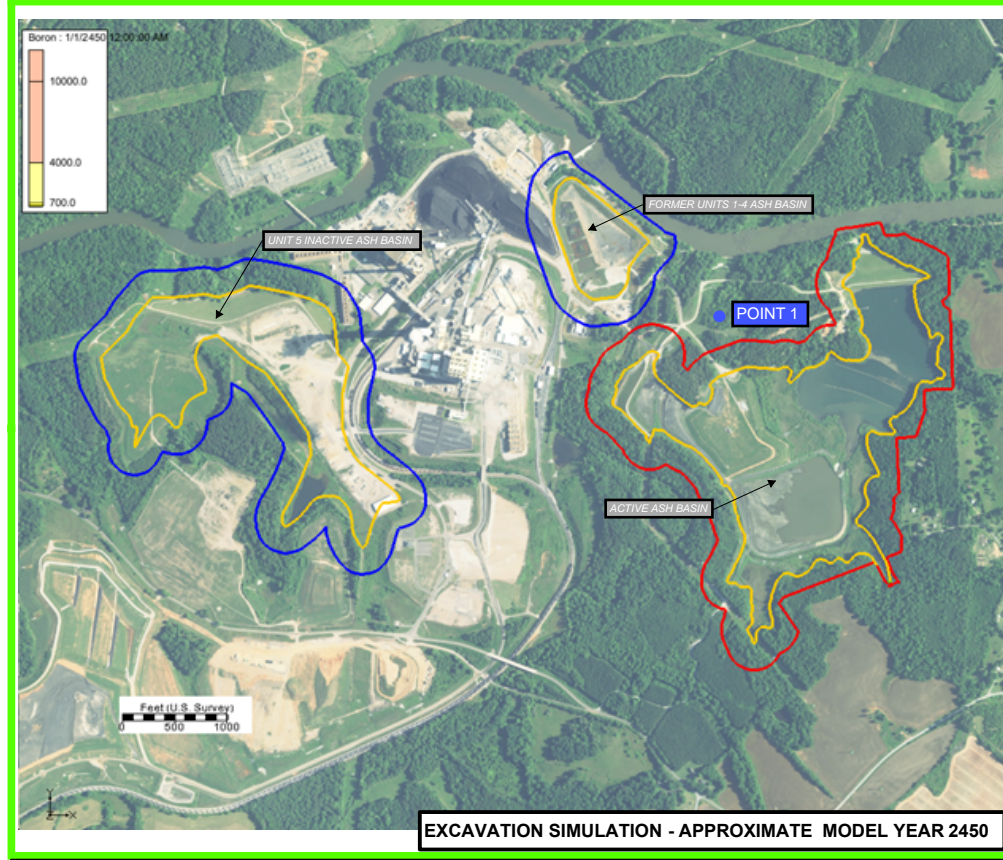 Boron : 1/1/2450 12:00:00 AM
10000.0
4000.0
700.0
FORMER UNITS 1-4 ASH BASIN
UNIT 5 INACTIVE ASH BASIN
POINT 1
ACTIVE ASH BASIN
Feet (U.S. Survey)
0 500 1000
Y
Z X
EXCAVATION SIMULATION - APPROXIMATE MODEL YEAR 2450